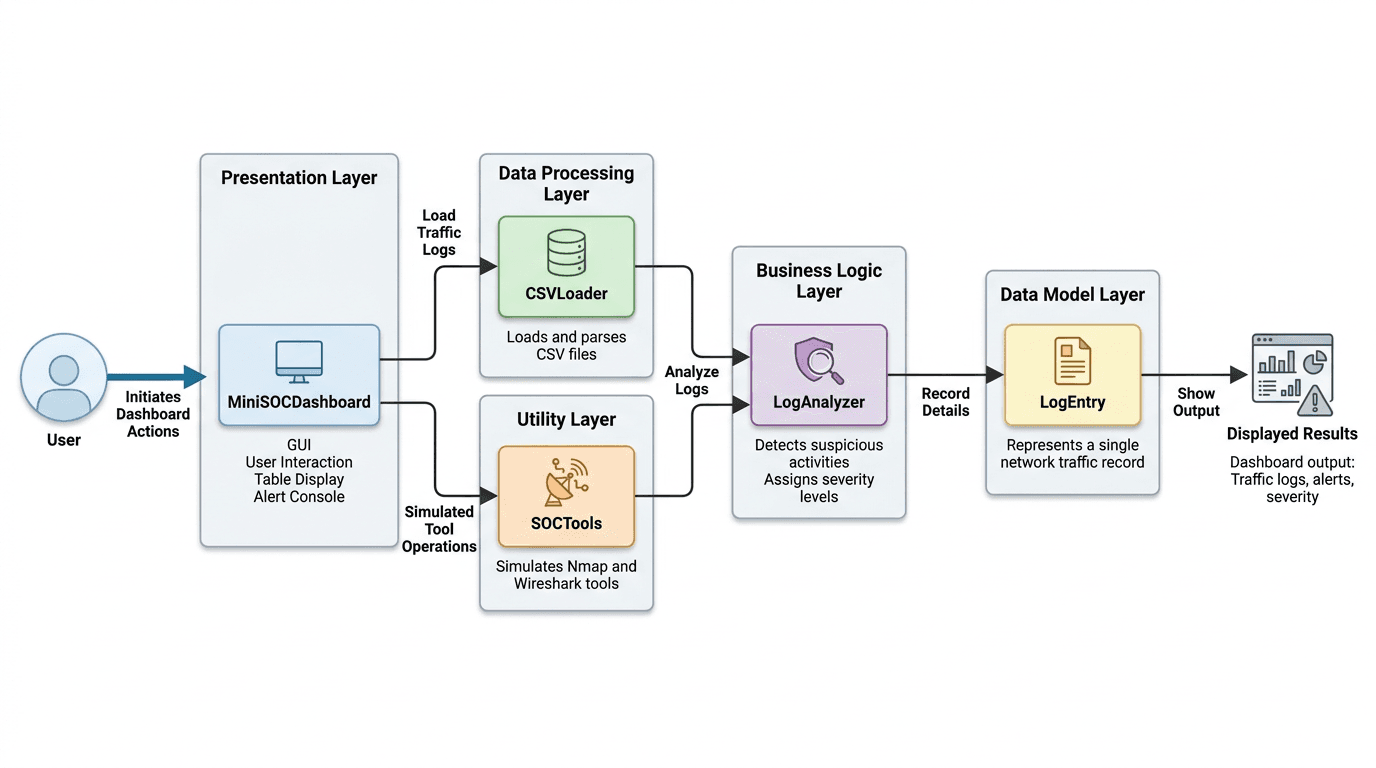 User
Initiates
Dashboard
Actions
Presentation Layer
MiniSOCDashboard
GUI
User Interaction
Table Display
Alert Console
Load
Traffic
Logs
Simulated
Tool
Operations
Data Processing
Layer
CSVLoader
Loads and parses
CSV files
Utility Layer
SOCTools
Simulates Nmap and
Wireshark tools
Analyze
Logs
Business Logic
Layer
LogAnalyzer
Detects suspicious
activities
Assigns severity
levels
Record
Details
Data Model Layer
LogEntry
Represents a single
network traffic record
Show
Output
Displayed Results
Dashboard output:
Traffic logs, alerts,
severity